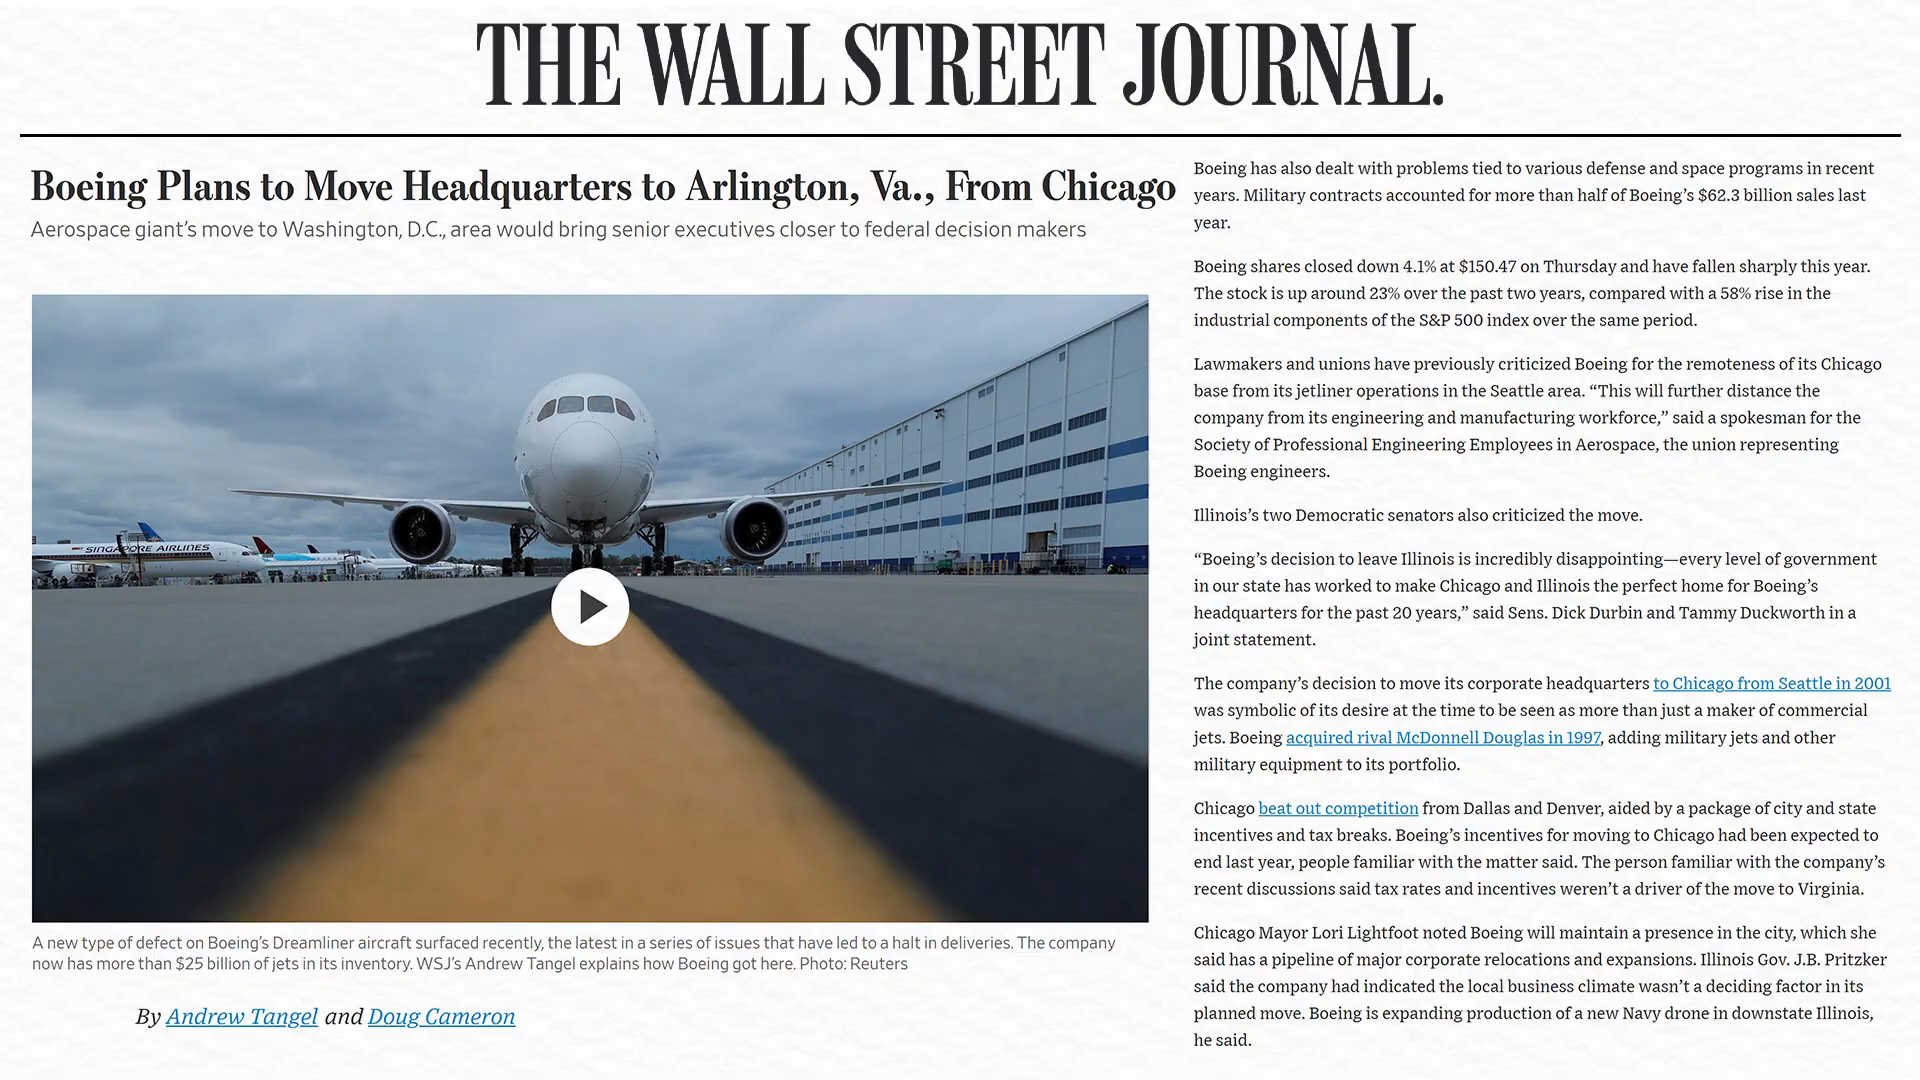 THE WALL STREET JOURNAL.
Boeing Plans to Move Headquarters to Arlington, Va., From Chicago
Aerospace giant’s move to Washington, D.C., area would bring senior executives closer to federal decision makers
SINGAPORE AIRLINES
A new type of defect on Boeing’s Dreamliner aircraft surfaced recently, the latest in a series of issues that have led to a halt in deliveries. The company
now has more than $25 billion of jets in its inventory. WSJ’s Andrew Tangel explains how Boeing got here. Photo: Reuters
By Andrew Tangel and Doug Cameron
Boeing has also dealt with problems tied to various defense and space programs in recent
years. Military contracts accounted for more than half of Boeing’s $62.3 billion sales last
year.
Boeing shares closed down 4.1% at $150.47 on Thursday and have fallen sharply this year.
The stock is up around 23% over the past two years, compared with a 58% rise in the
industrial components of the S&P 500 index over the same period.
Lawmakers and unions have previously criticized Boeing for the remoteness of its Chicago
base from its jetliner operations in the Seattle area. “This will further distance the
company from its engineering and manufacturing workforce,” said a spokesman for the
Society of Professional Engineering Employees in Aerospace, the union representing
Boeing engineers.
Illinois’s two Democratic senators also criticized the move.
“Boeing’s decision to leave Illinois is incredibly disappointing—every level of government
in our state has worked to make Chicago and Illinois the perfect home for Boeing’s
headquarters for the past 20 years,” said Sens. Dick Durbin and Tammy Duckworth in a
joint statement.
The company’s decision to move its corporate headquarters to Chicago from Seattle in 2001
was symbolic of its desire at the time to be seen as more than just a maker of commercial
jets. Boeing acquired rival McDonnell Douglas in 1997, adding military jets and other
military equipment to its portfolio.
Chicago beat out competition from Dallas and Denver, aided by a package of city and state
incentives and tax breaks. Boeing’s incentives for moving to Chicago had been expected to
end last year, people familiar with the matter said. The person familiar with the company’s
recent discussions said tax rates and incentives weren’t a driver of the move to Virginia.
Chicago Mayor Lori Lightfoot noted Boeing will maintain a presence in the city, which she
said has a pipeline of major corporate relocations and expansions. Illinois Gov. J.B. Pritzker
said the company had indicated the local business climate wasn’t a deciding factor in its
planned move. Boeing is expanding production of a new Navy drone in downstate Illinois,
he said.